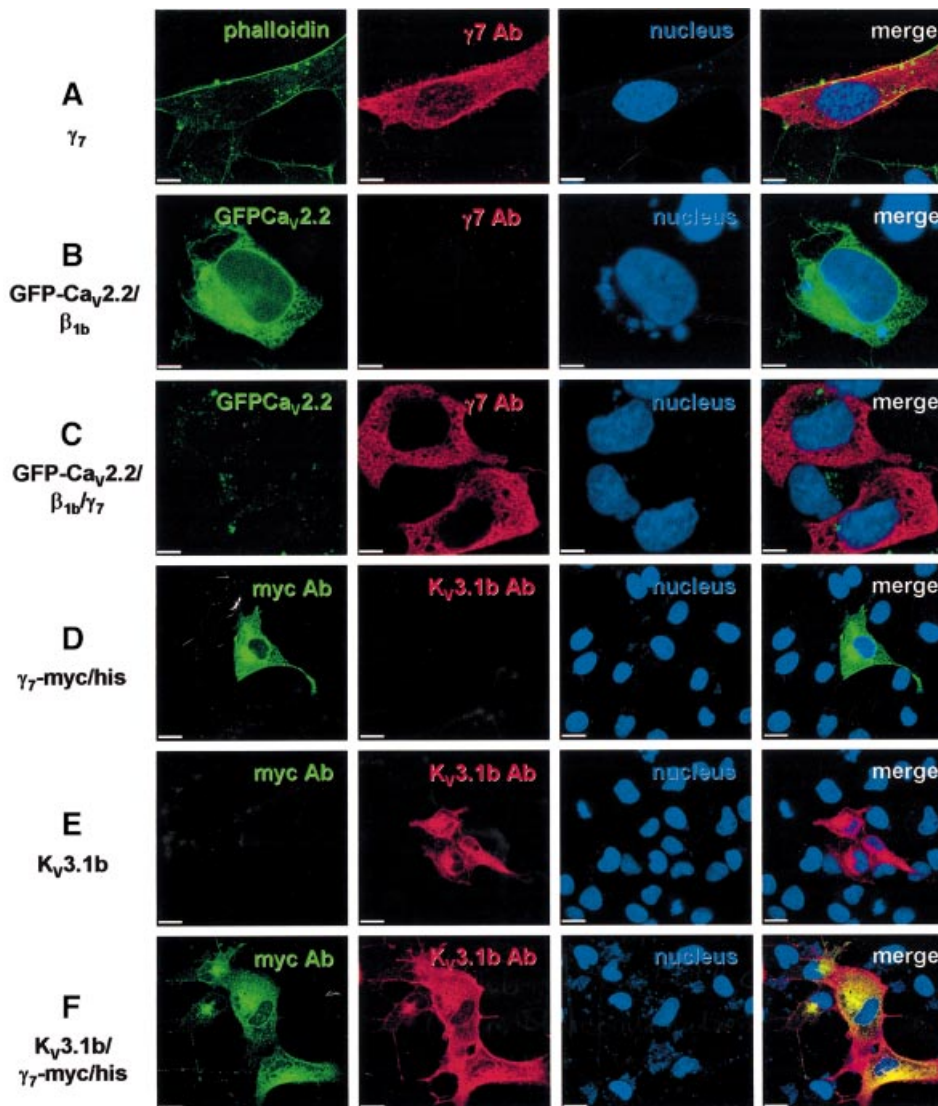 phalloidin γ7 Ab nucleus merge
A
γ7
GFPCaV2.2 γ7 Ab nucleus merge
B
GFP-CaV2.2/
β1b
GFPCaV2.2 γ7 Ab nucleus merge
C
GFP-CaV2.2/
β1b/γ7
myc Ab KV3.1b Ab nucleus merge
D
γ7-myc/his
myc Ab KV3.1b Ab nucleus merge
E
KV3.1b
myc Ab KV3.1b Ab nucleus merge
F
KV3.1b/
γ7-myc/his